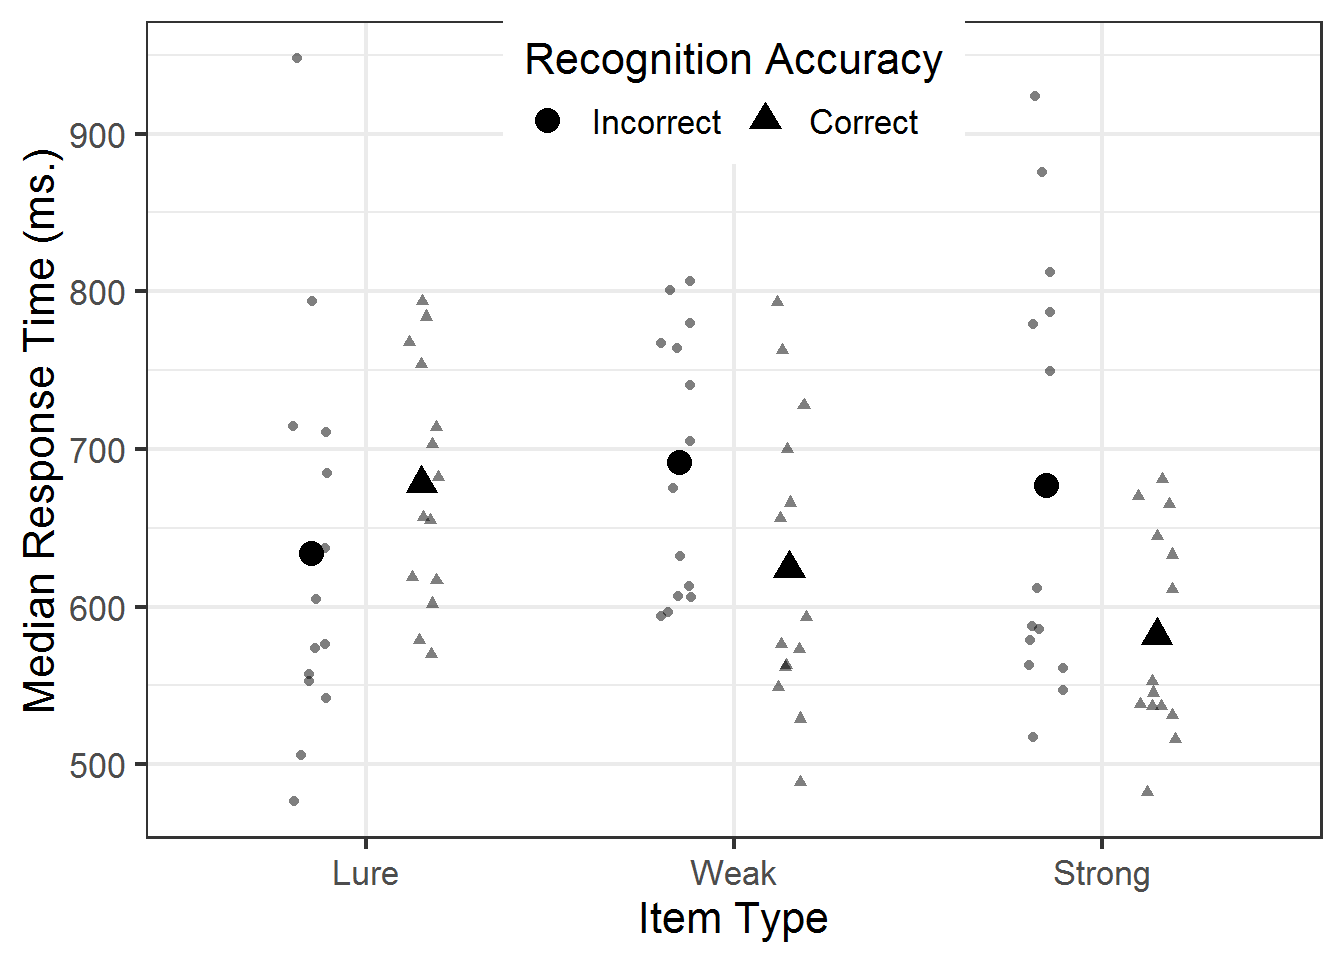 Recognition Accuracy
Incorrect Correct
Median Response Time (ms.)
900
800
700
600
500
Lure Weak Strong
Item Type